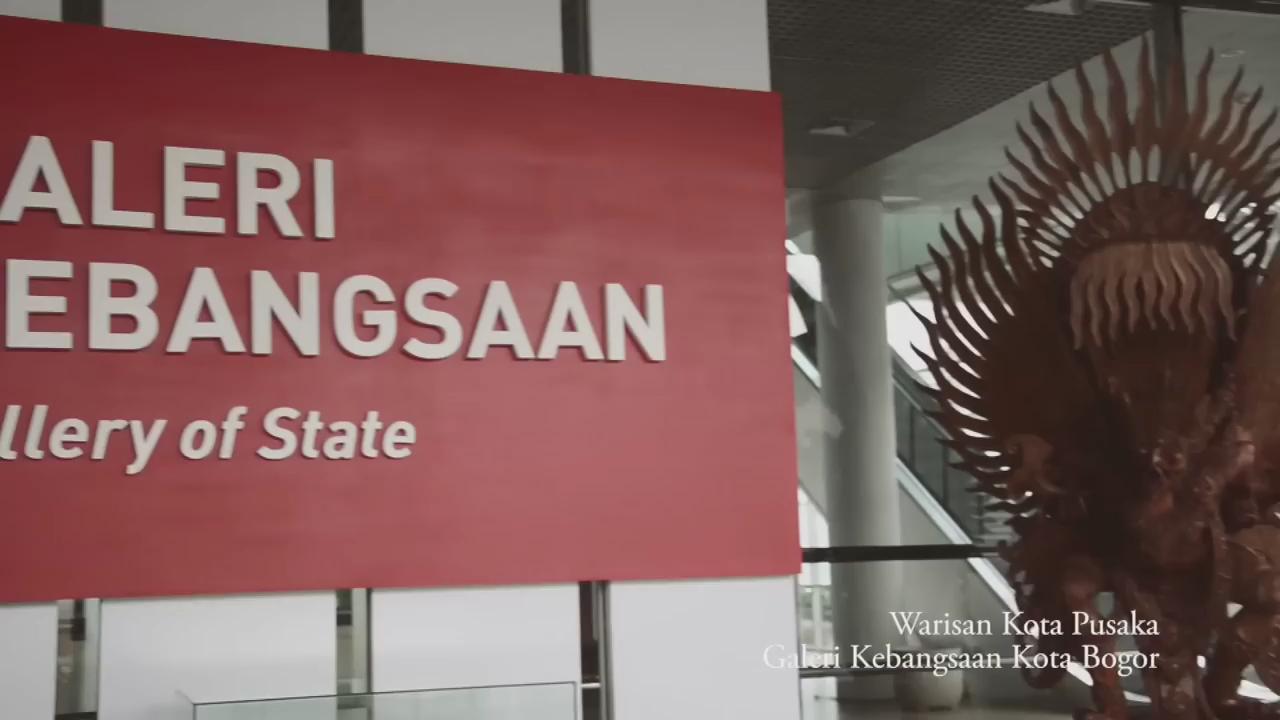 ALERI
EBANGSAAN
llery of State
Warisan Kota Pusaka
Galeri Kebangsaan Kota Bogor